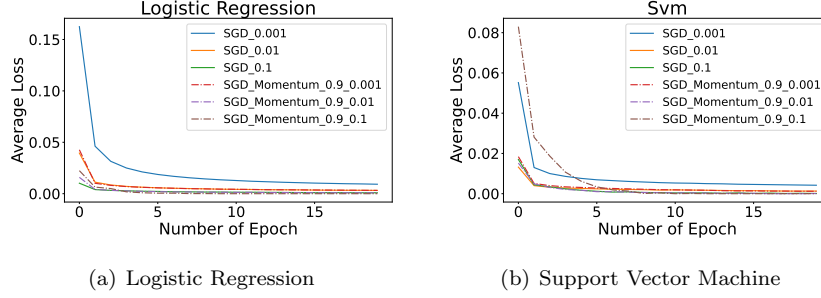 Logistic Regression
0.15
0.10
0.05
0.00
Average Loss
SGD_0.001
SGD_0.01
SGD_0.1
SGD_Momentum_0.9_0.001
SGD_Momentum_0.9_0.01
SGD_Momentum_0.9_0.1
0 5 10 15
Number of Epoch
(a) Logistic Regression
Svm
0.08
0.06
0.04
0.02
0.00
Average Loss
SGD_0.001
SGD_0.01
SGD_0.1
SGD_Momentum_0.9_0.001
SGD_Momentum_0.9_0.01
SGD_Momentum_0.9_0.1
0 5 10 15
Number of Epoch
(b) Support Vector Machine